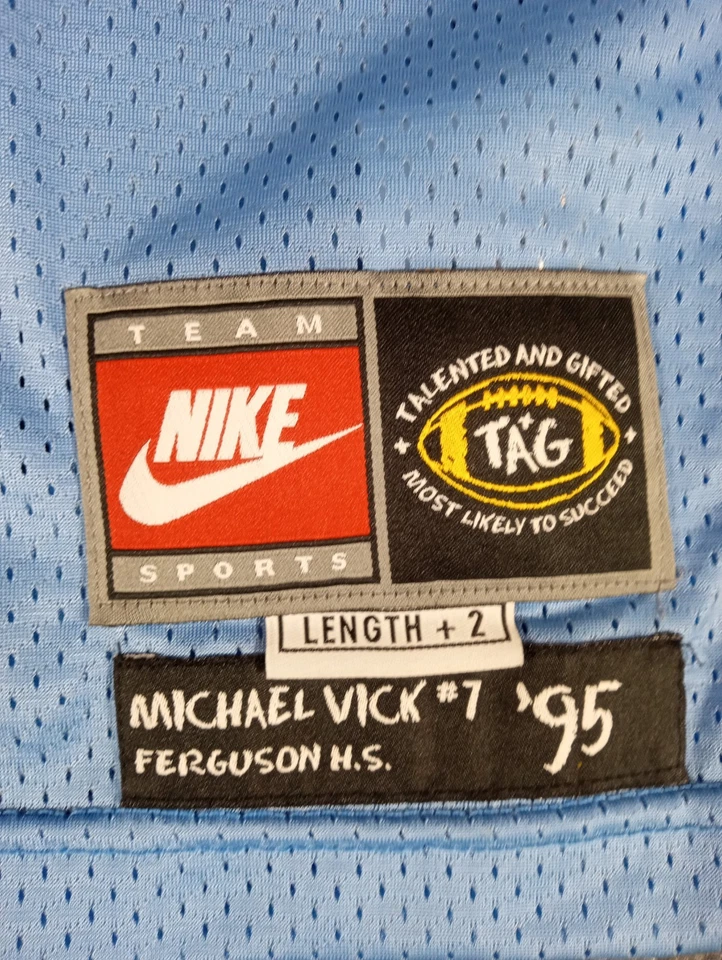 TEAM
NIKE
SPORTS
TALENTED AND GIFTED
TAG
MOST LIKELY TO SUCCEED
LENGTH + 2
MICHAEL VICK #7 '95
FERGUSON H.S.